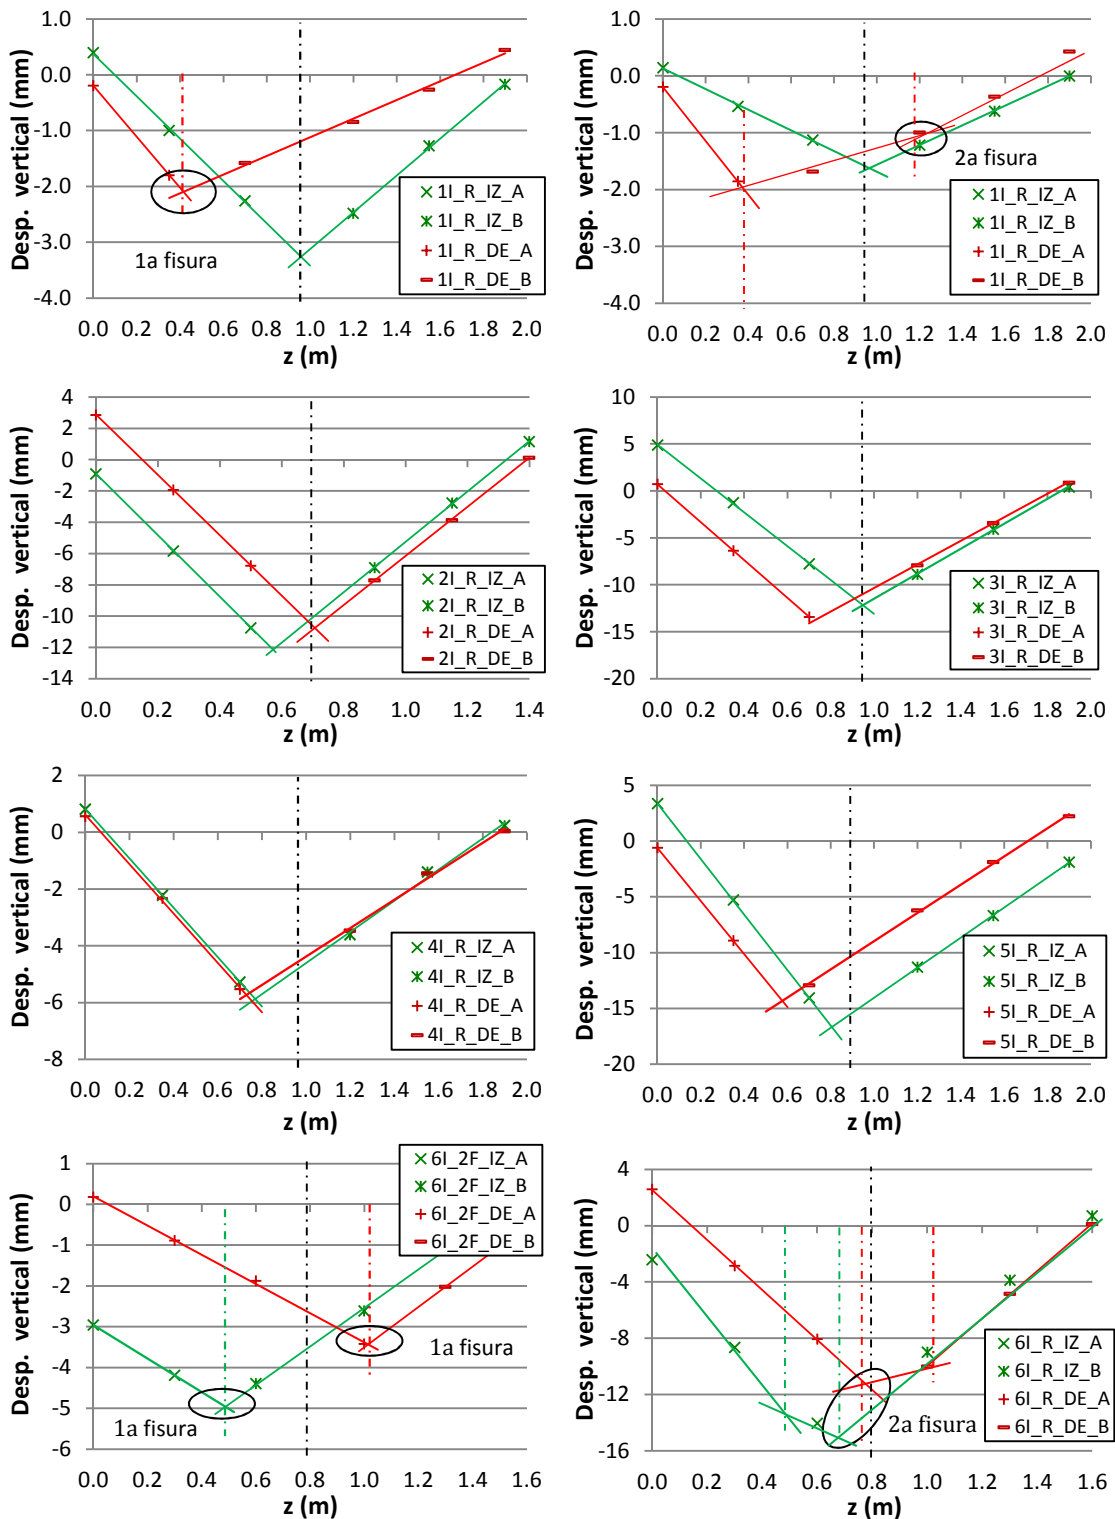 Desp. vertical (mm)
1.0
0.0
-1.0
-2.0
-3.0
-4.0
0.0 0.2 0.4 0.6 0.8 1.0 1.2 1.4 1.6 1.8 2.0
z (m)
1a fisura
1I_R_IZ_A
1I_R_IZ_B
1I_R_DE_A
1I_R_DE_B
Desp. vertical (mm)
1.0
0.0
-1.0
-2.0
-3.0
-4.0
0.0 0.2 0.4 0.6 0.8 1.0 1.2 1.4 1.6 1.8 2.0
z (m)
2a fisura
1I_R_IZ_A
1I_R_IZ_B
1I_R_DE_A
1I_R_DE_B
Desp. vertical (mm)
4
2
0
-2
-4
-6
-8
-10
-12
-14
0.0 0.2 0.4 0.6 0.8 1.0 1.2 1.4
z (m)
2I_R_IZ_A
2I_R_IZ_B
2I_R_DE_A
2I_R_DE_B
Desp. vertical (mm)
10
5
0
-5
-10
-15
-20
0.0 0.2 0.4 0.6 0.8 1.0 1.2 1.4 1.6 1.8 2.0
z (m)
3I_R_IZ_A
3I_R_IZ_B
3I_R_DE_A
3I_R_DE_B
Desp. vertical (mm)
2
0
-2
-4
-6
-8
0.0 0.2 0.4 0.6 0.8 1.0 1.2 1.4 1.6 1.8 2.0
z (m)
4I_R_IZ_A
4I_R_IZ_B
4I_R_DE_A
4I_R_DE_B
Desp. vertical (mm)
5
0
-5
-10
-15
-20
0.0 0.2 0.4 0.6 0.8 1.0 1.2 1.4 1.6 1.8 2.0
z (m)
5I_R_IZ_A
5I_R_IZ_B
5I_R_DE_A
5I_R_DE_B
Desp. vertical (mm)
1
0
-1
-2
-3
-4
-5
-6
0.0 0.2 0.4 0.6 0.8 1.0 1.2 1.4 1.6
z (m)
6I_2F_IZ_A
6I_2F_IZ_B
6I_2F_DE_A
6I_2F_DE_B
1a fisura
1a fisura
Desp. vertical (mm)
4
0
-4
-8
-12
-16
0.0 0.2 0.4 0.6 0.8 1.0 1.2 1.4 1.6
z (m)
2a fisura
6I_R_IZ_A
6I_R_IZ_B
6I_R_DE_A
6I_R_DE_B